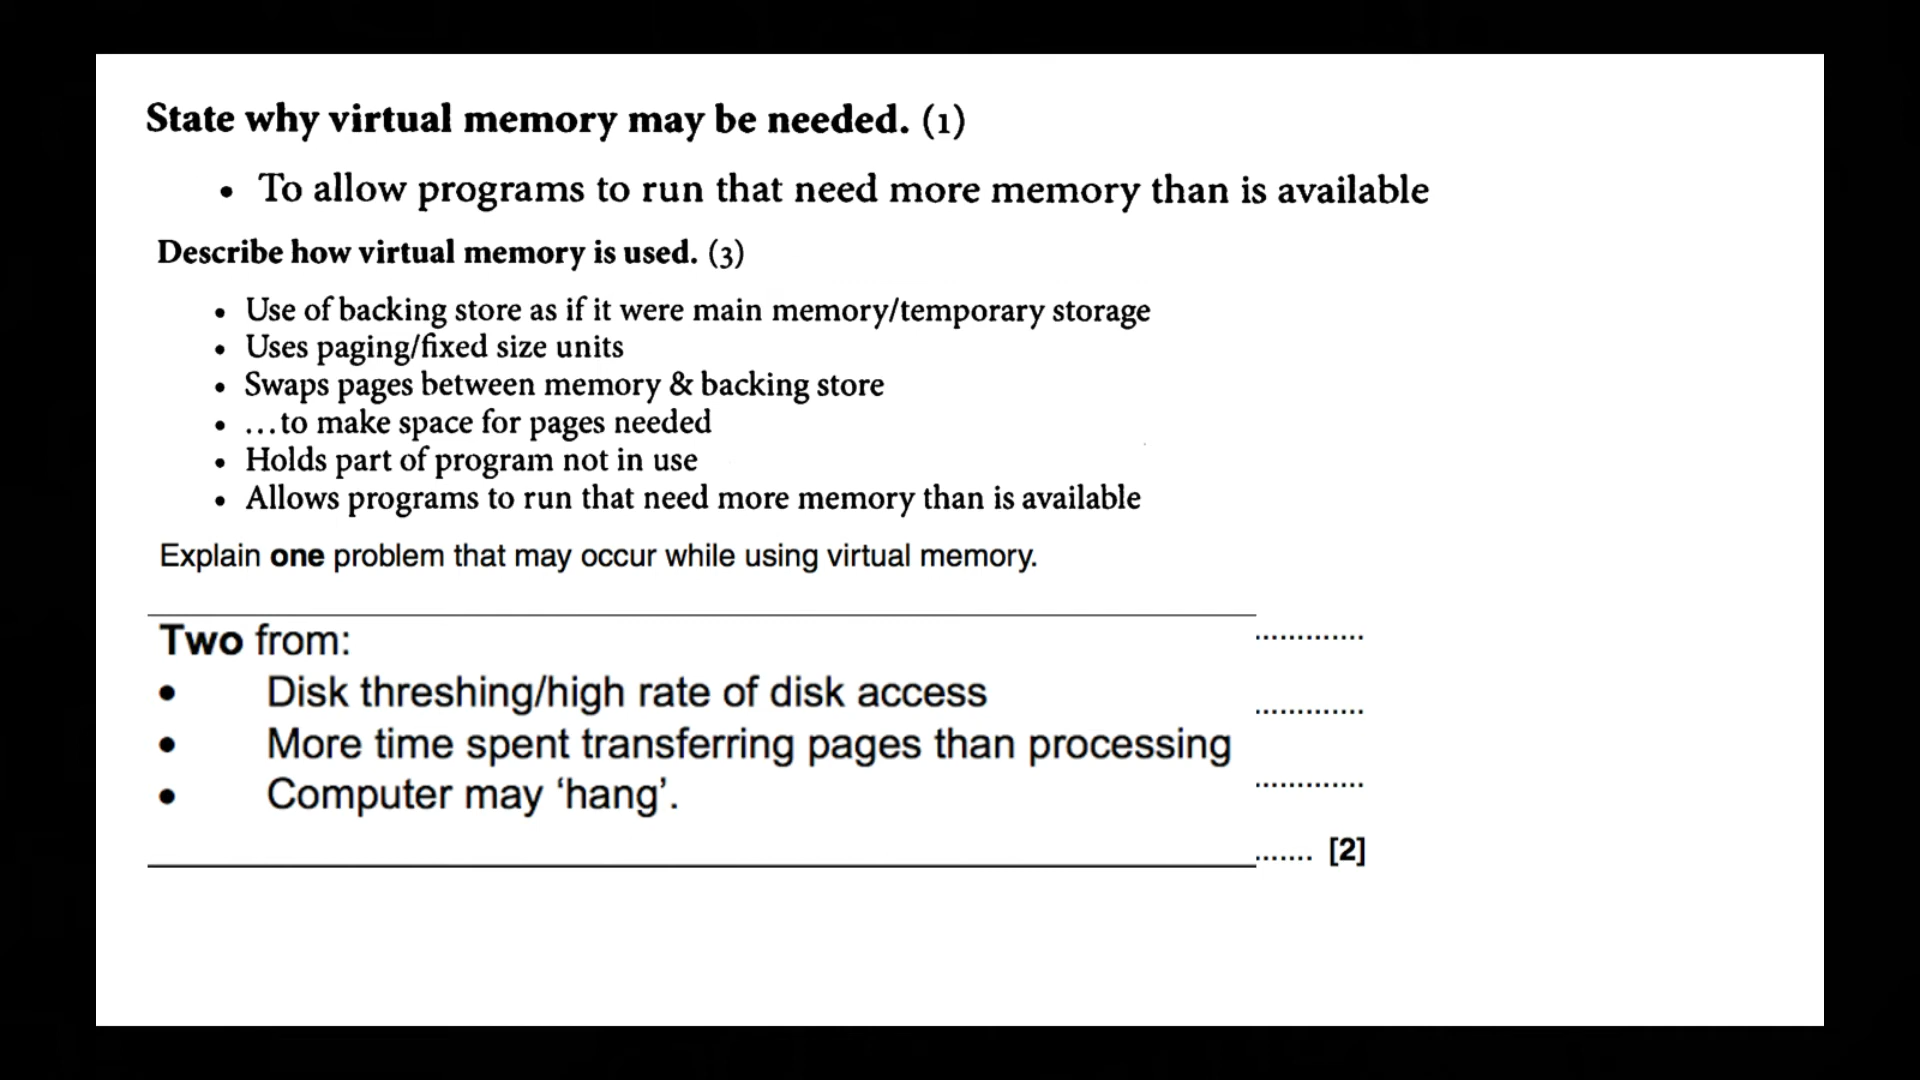 State why virtual memory may be needed. (1)
• To allow programs to run that need more memory than is available
Describe how virtual memory is used. (3)
• Use of backing store as if it were main memory/temporary storage
• Uses paging/fixed size units
• Swaps pages between memory & backing store
• …to make space for pages needed
• Holds part of program not in use
• Allows programs to run that need more memory than is available
Explain one problem that may occur while using virtual memory.
Two from:
.............
• Disk threshing/high rate of disk access
.............
• More time spent transferring pages than processing
.............
• Computer may ‘hang’.
....... [2]